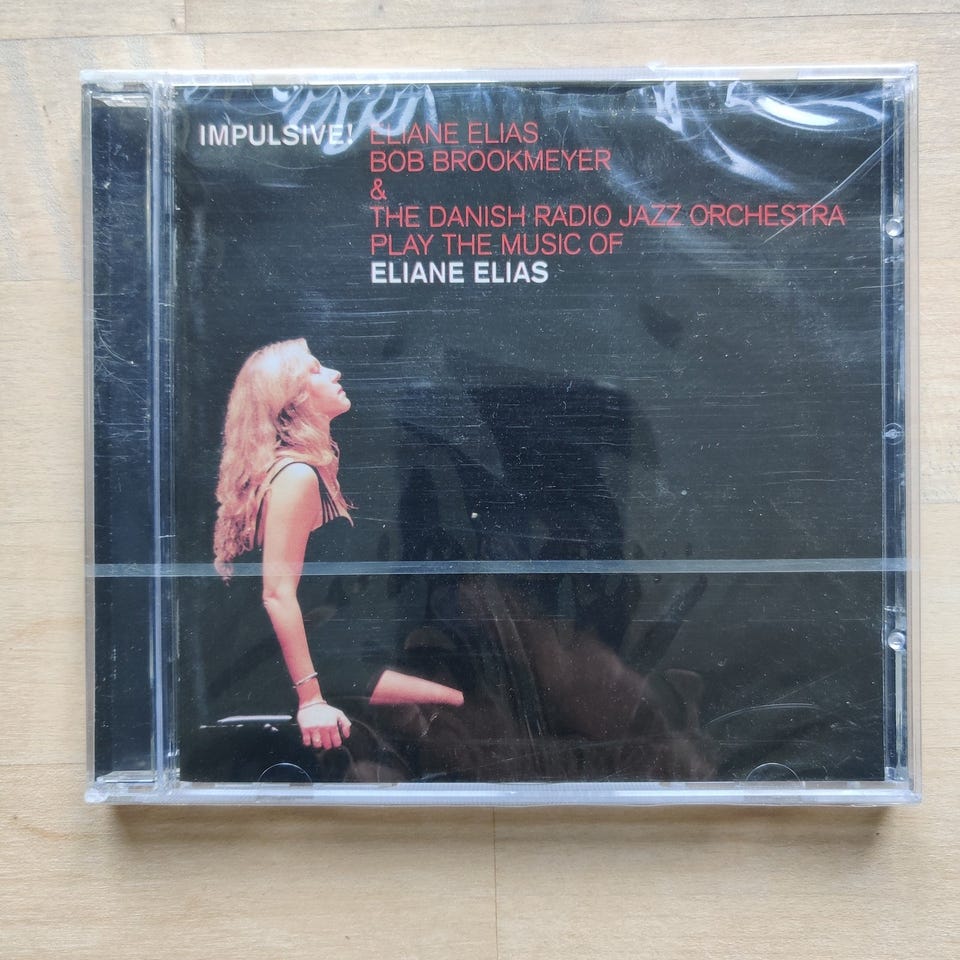 IMPULSIVE! ELIANE ELIAS
BOB BROOKMEYER
&
THE DANISH RADIO JAZZ ORCHESTRA
PLAY THE MUSIC OF
ELIANE ELIAS